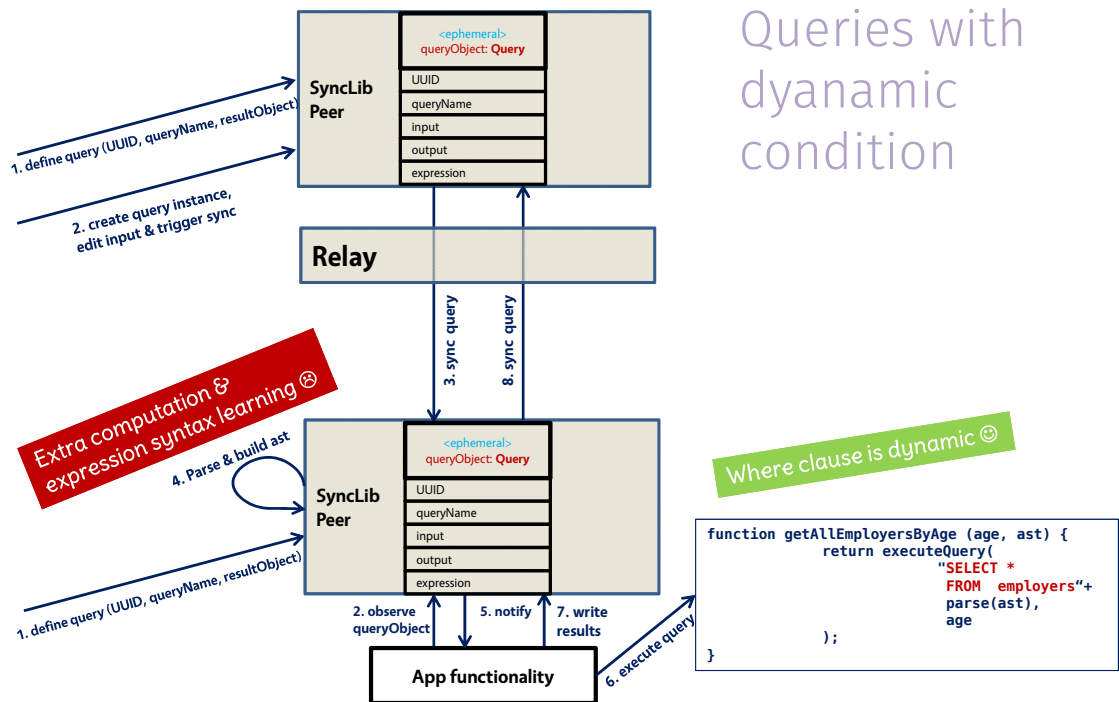 Queries with
dyanamic
condition
<ephemeral>
queryObject: Query
SyncLib
Peer
UUID
queryName
input
output
expression
1. define query (UUID, queryName, resultObject)
2. create query instance,
edit input & trigger sync
Relay
3. sync query
8. sync query
Extra computation &
expression syntax learning ☹
4. Parse & build ast
<ephemeral>
queryObject: Query
SyncLib
Peer
UUID
queryName
input
output
expression
1. define query (UUID, queryName, resultObject)
2. observe
queryObject
5. notify
7. write
results
App functionality
6. execute query
Where clause is dynamic ☺
function getAllEmployersByAge (age, ast) {
return executeQuery(
"SELECT *
FROM employers“+
parse(ast),
age
);
}